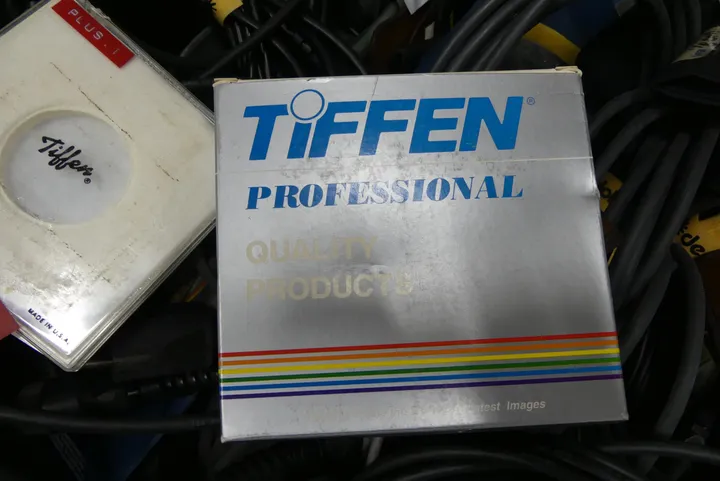 PLUS.1
Tiffen®
MADE IN U.S.A.
TIFFEN®
PROFESSIONAL
QUALITY
PRODUCTS
Images